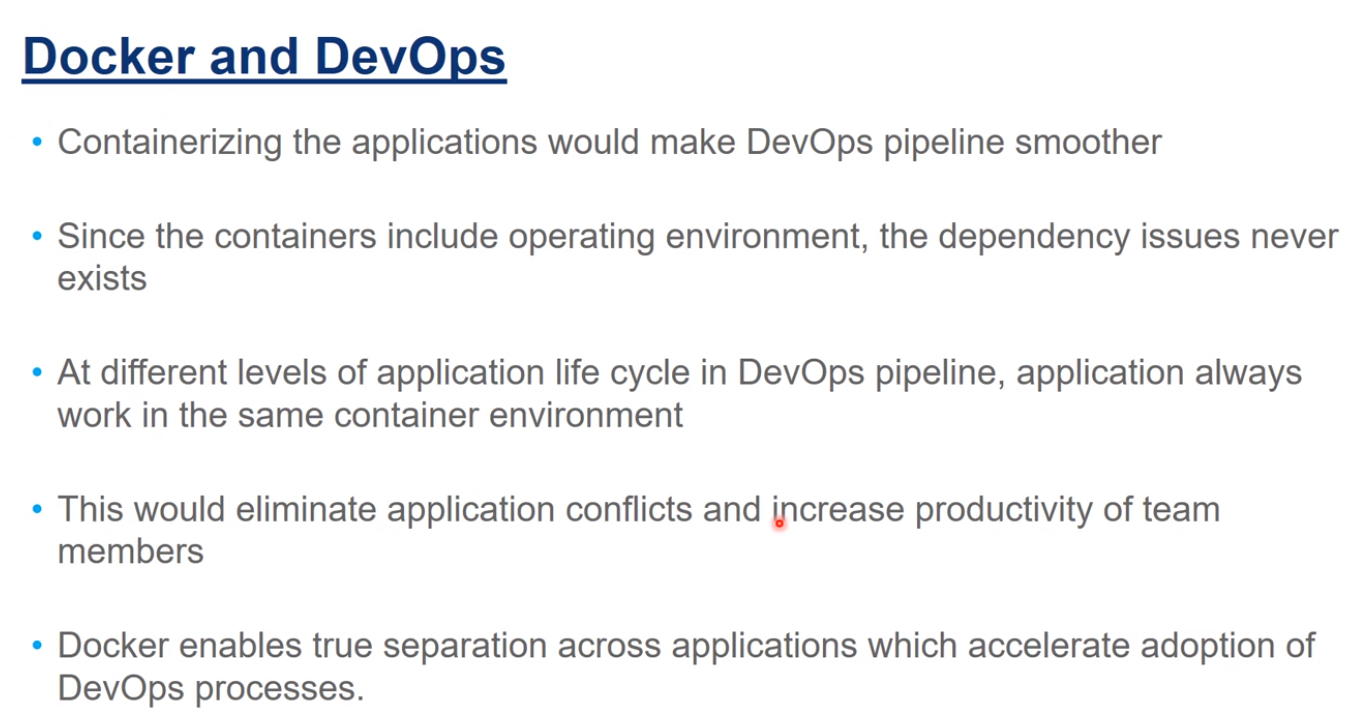 Docker and DevOps
• Containerizing the applications would make DevOps pipeline smoother
• Since the containers include operating environment, the dependency issues never
exists
• At different levels of application life cycle in DevOps pipeline, application always
work in the same container environment
• This would eliminate application conflicts and increase productivity of team
members
• Docker enables true separation across applications which accelerate adoption of
DevOps processes.